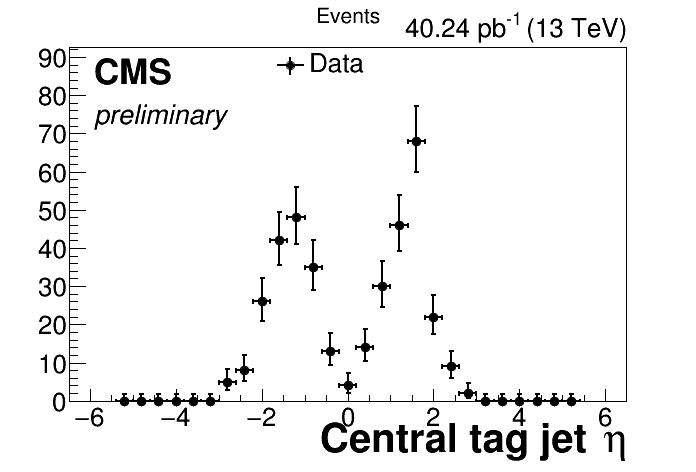 Events
40.24 pb⁻¹ (13 TeV)
CMS
Data
preliminary
90
80
70
60
50
40
30
20
10
0
−6 −4 −2 0 2 4 6
Central tag jet η